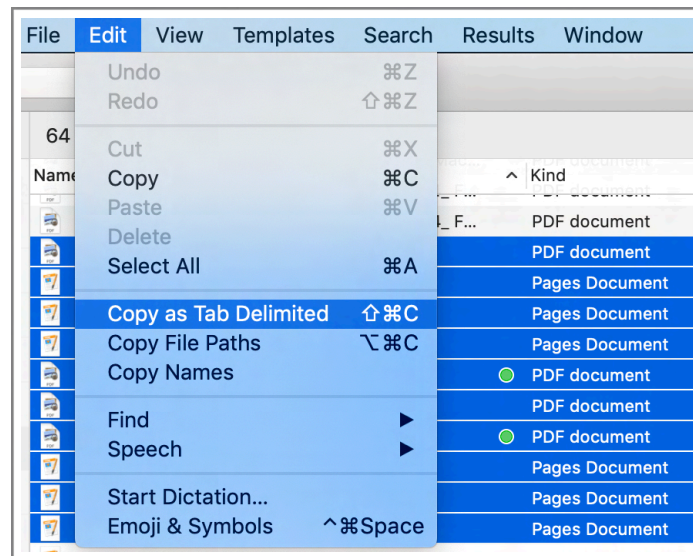 File Edit View Templates Search Results Window
Undo ⌘Z
Redo ⇧⌘Z
64
Cut ⌘X
Name ^ Kind
Copy ⌘C
Paste ⌘V
_ F... PDF document
Delete
PDF document
Select All ⌘A
Pages Document
Copy as Tab Delimited ⇧⌘C Pages Document
Copy File Paths ⌥⌘C Pages Document
Copy Names PDF document
PDF document
Find ▶
PDF document
Speech ▶
Pages Document
Start Dictation... Pages Document
Emoji & Symbols ^⌘Space Pages Document